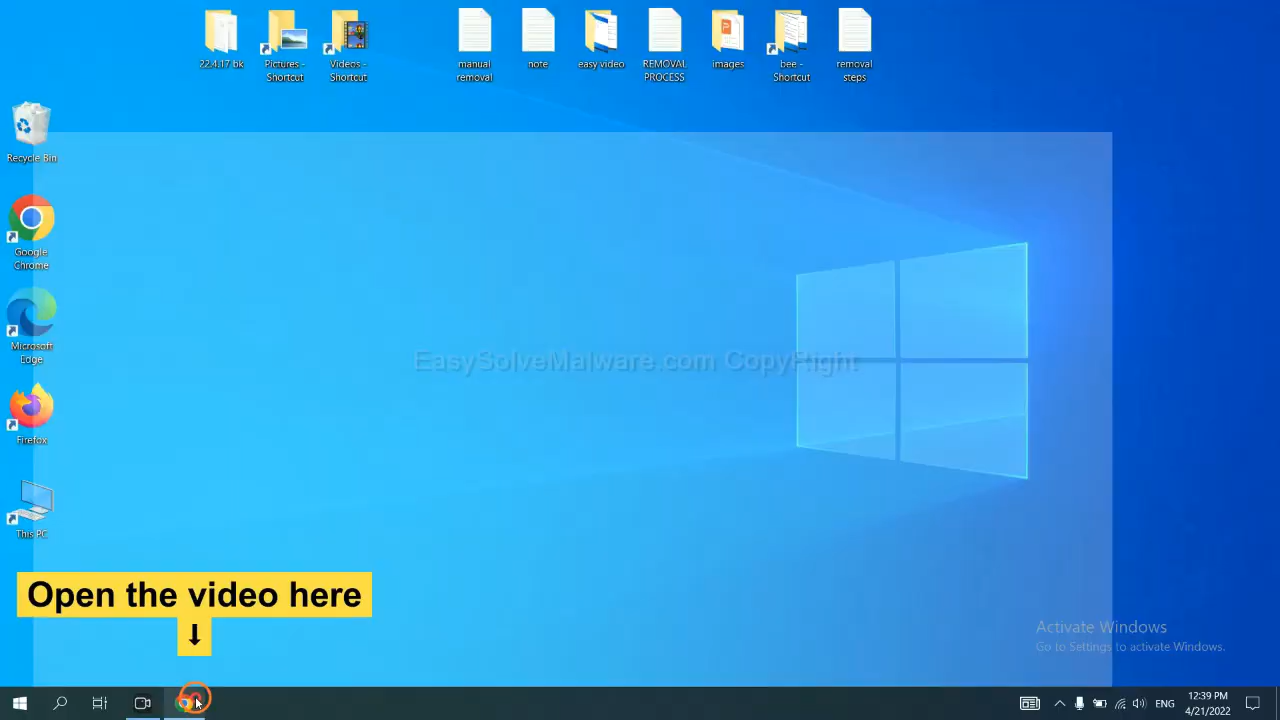 22.4.17 bk
Pictures -
Shortcut
Videos -
Shortcut
manual
removal
note
easy video
REMOVAL
PROCESS
images
bee -
Shortcut
removal
steps
Recycle Bin
Google
Chrome
Microsoft
Edge
Firefox
This PC
EasySolveMalware.com CopyRight
Open the video here
↓
Activate Windows
Go to Settings to activate Windows.
ENG
12:39 PM
4/21/2022